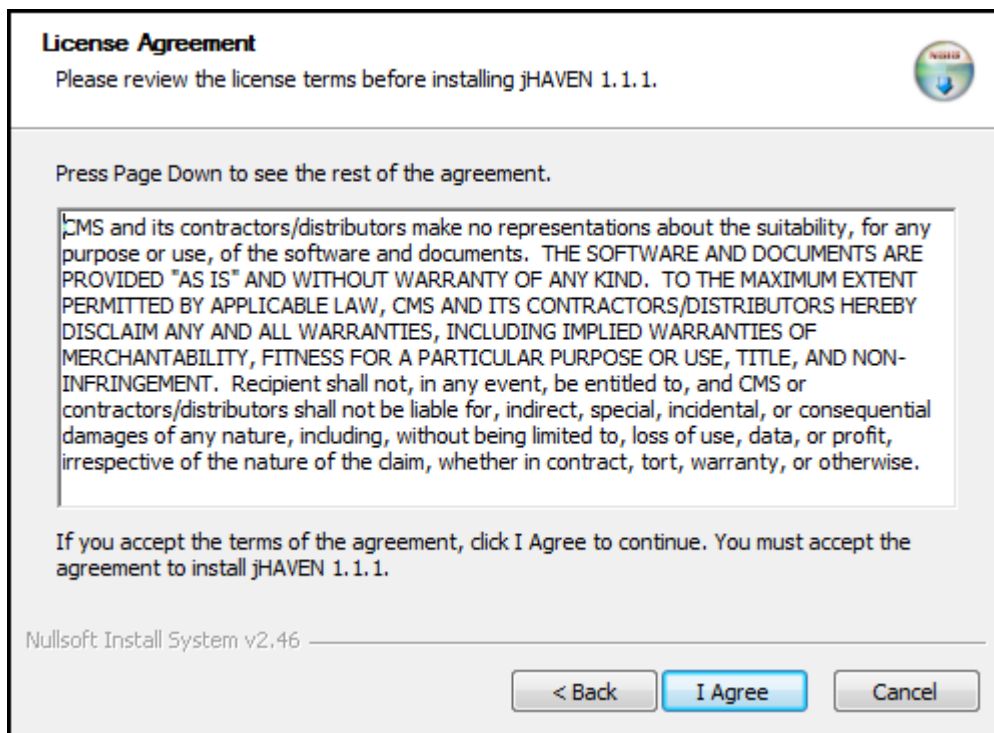 License Agreement
Please review the license terms before installing jHAVEN 1.1.1.
NSIS
Press Page Down to see the rest of the agreement.
CMS and its contractors/distributors make no representations about the suitability, for any
purpose or use, of the software and documents.  THE SOFTWARE AND DOCUMENTS ARE
PROVIDED "AS IS" AND WITHOUT WARRANTY OF ANY KIND.  TO THE MAXIMUM EXTENT
PERMITTED BY APPLICABLE LAW, CMS AND ITS CONTRACTORS/DISTRIBUTORS HEREBY
DISCLAIM ANY AND ALL WARRANTIES, INCLUDING IMPLIED WARRANTIES OF
MERCHANTABILITY, FITNESS FOR A PARTICULAR PURPOSE OR USE, TITLE, AND NON-
INFRINGEMENT.  Recipient shall not, in any event, be entitled to, and CMS or
contractors/distributors shall not be liable for, indirect, special, incidental, or consequential
damages of any nature, including, without being limited to, loss of use, data, or profit,
irrespective of the nature of the claim, whether in contract, tort, warranty, or otherwise.
If you accept the terms of the agreement, click I Agree to continue. You must accept the
agreement to install jHAVEN 1.1.1.
Nullsoft Install System v2.46
< Back
I Agree
Cancel